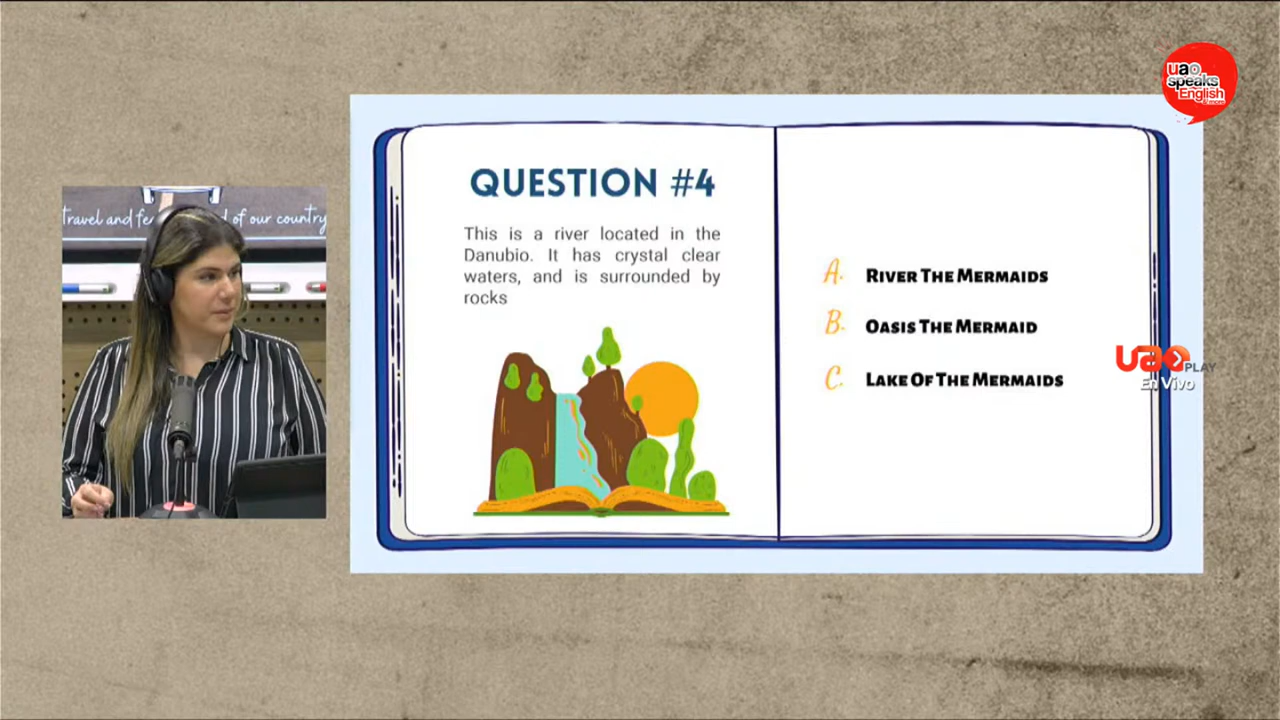 uao
speaks
English
& more
QUESTION #4
This is a river located in the
Danubio. It has crystal clear
waters, and is surrounded by
rocks
A. RIVER THE MERMAIDS
B. OASIS THE MERMAID
C. LAKE OF THE MERMAIDS
uao PLAY
En Vivo
travel and d of our country